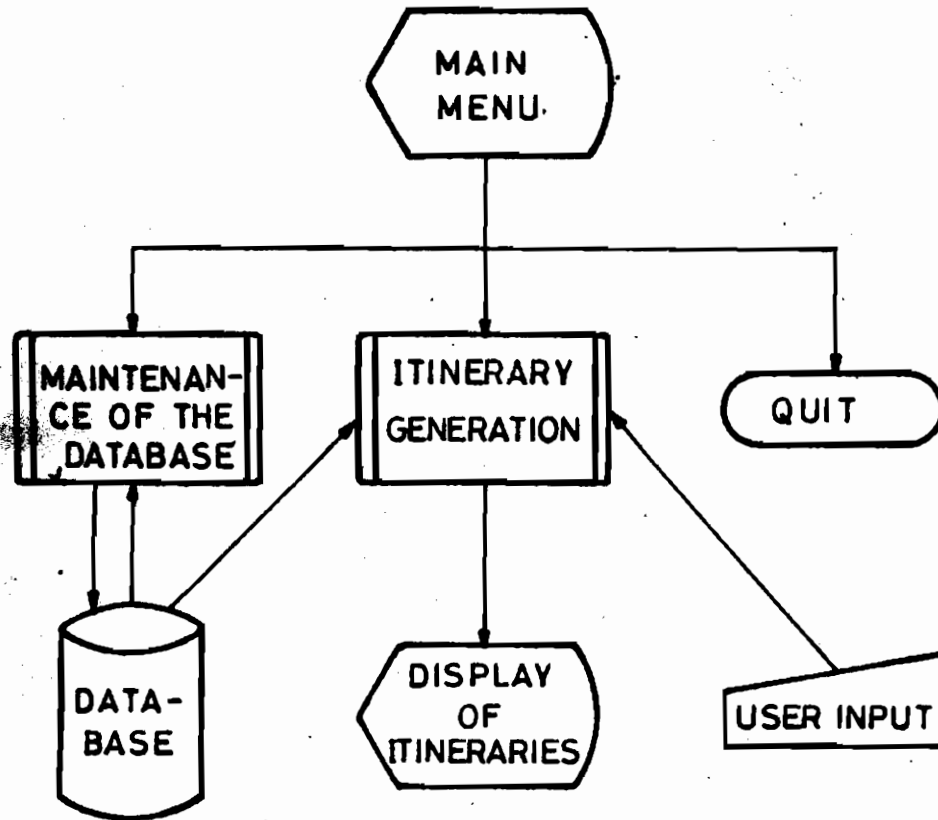 MAIN
MENU
MAINTENAN-
CE OF THE
DATABASE
ITINERARY
GENERATION
QUIT
DATA-
BASE
DISPLAY
OF
ITINERARIES
USER INPUT